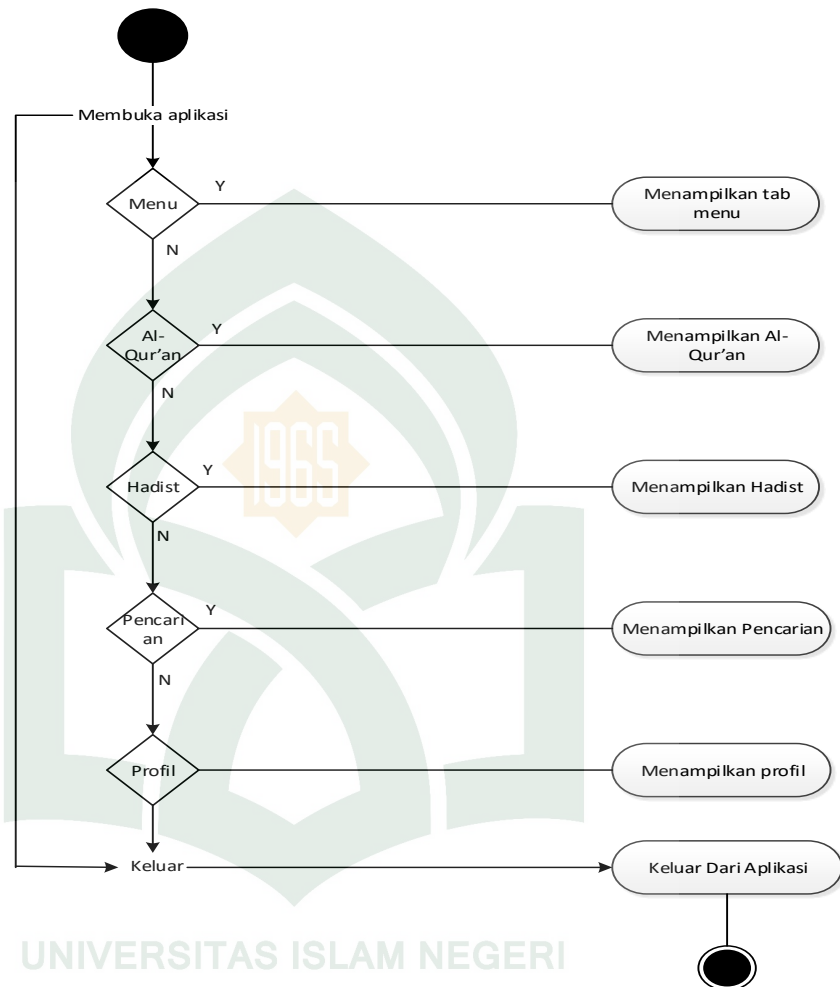 Membuka aplikasi
Y
Menu
Menampilkan tab
menu
N
Al-
Qur'an
Y
Menampilkan Al-
Qur'an
N
Hadist
Y
1965
Menampilkan Hadist
N
Pencari
an
Y
Menampilkan Pencarian
N
Profil
Menampilkan profil
Keluar
Keluar Dari Aplikasi
UNIVERSITAS ISLAM NEGERI